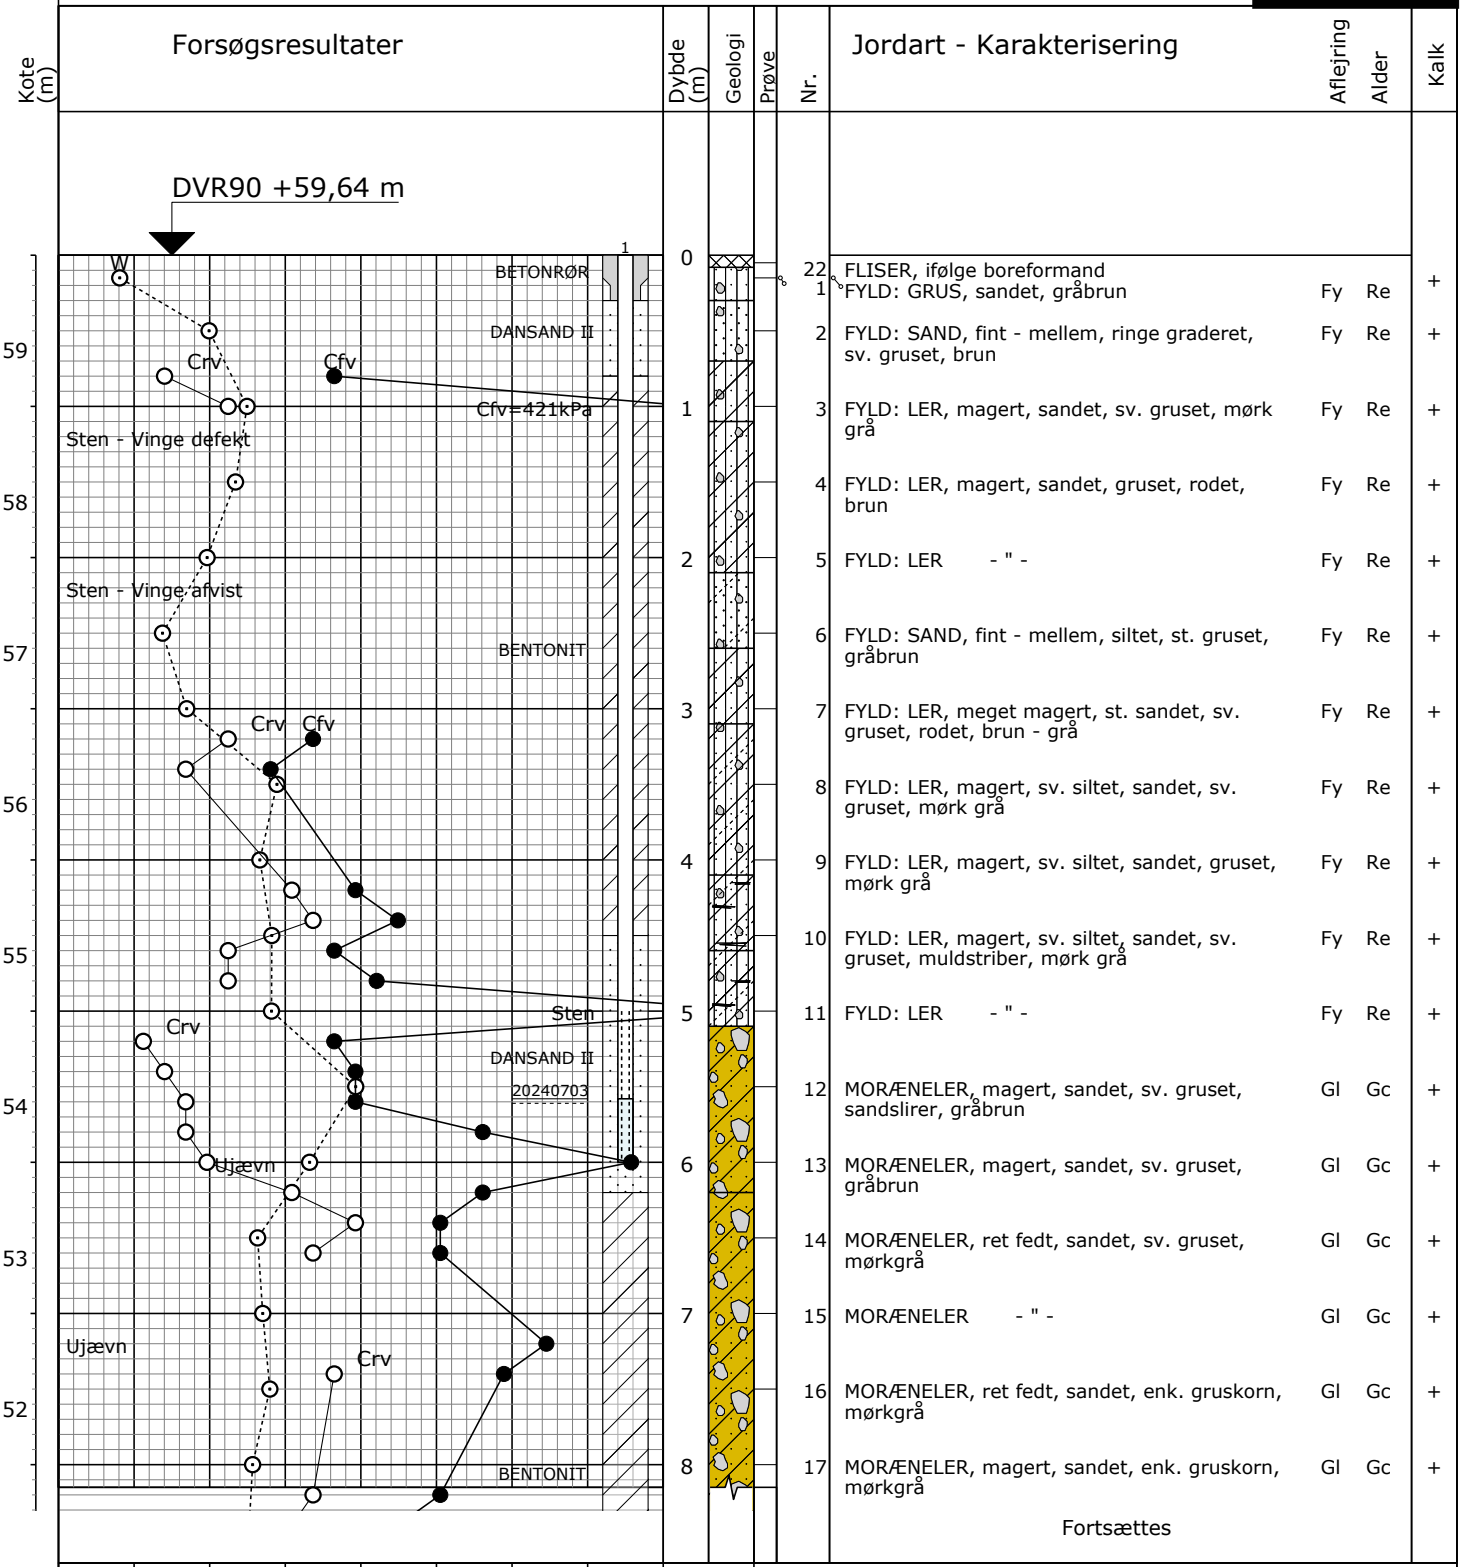 Kote (m)
Forsøgsresultater
Dybde (m)
Geologi
Prøve
Nr.
Jordart - Karakterisering
Aflejring
Alder
Kalk
DVR90 +59,64 m
W
1
BETONRØR
0
22 FLISER, ifølge boreformand
1 FYLD: GRUS, sandet, gråbrun Fy Re +
DANSAND II
2 FYLD: SAND, fint - mellem, ringe graderet, Fy Re +
sv. gruset, brun
59
Crv
Cfv
Cfv=421kPa
1
3 FYLD: LER, magert, sandet, sv. gruset, mørk Fy Re +
grå
Sten - Vinge defekt
4 FYLD: LER, magert, sandet, gruset, rodet, Fy Re +
brun
58
2
5 FYLD: LER - " - Fy Re +
Sten - Vinge afvist
6 FYLD: SAND, fint - mellem, siltet, st. gruset, Fy Re +
gråbrun
57
BENTONIT
3
7 FYLD: LER, meget magert, st. sandet, sv. Fy Re +
gruset, rodet, brun - grå
Crv Cfv
8 FYLD: LER, magert, sv. siltet, sandet, sv. Fy Re +
gruset, mørk grå
56
4
9 FYLD: LER, magert, sv. siltet, sandet, gruset, Fy Re +
mørk grå
10 FYLD: LER, magert, sv. siltet, sandet, sv. Fy Re +
gruset, muldstriber, mørk grå
55
Sten
5
11 FYLD: LER - " - Fy Re +
Crv
DANSAND II
20240703
12 MORÆNELER, magert, sandet, sv. gruset, Gl Gc +
sandslirer, gråbrun
54
Ujævn
6
13 MORÆNELER, magert, sandet, sv. gruset, Gl Gc +
gråbrun
14 MORÆNELER, ret fedt, sandet, sv. gruset, Gl Gc +
mørkgrå
53
7
15 MORÆNELER - " - Gl Gc +
Ujævn
Crv
16 MORÆNELER, ret fedt, sandet, enk. gruskorn, Gl Gc +
mørkgrå
52
BENTONIT
8
17 MORÆNELER, magert, sandet, enk. gruskorn, Gl Gc +
mørkgrå
Fortsættes